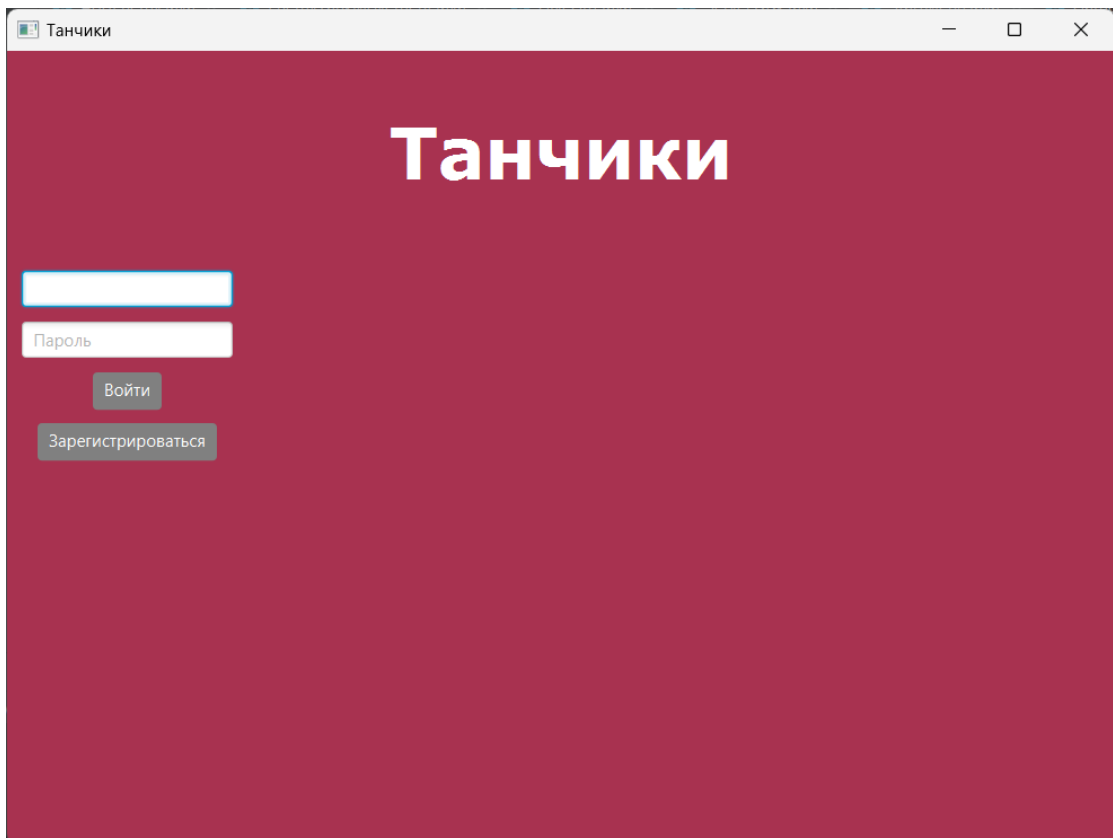 Танчики
Танчики
Пароль
Войти
Зарегистрироваться